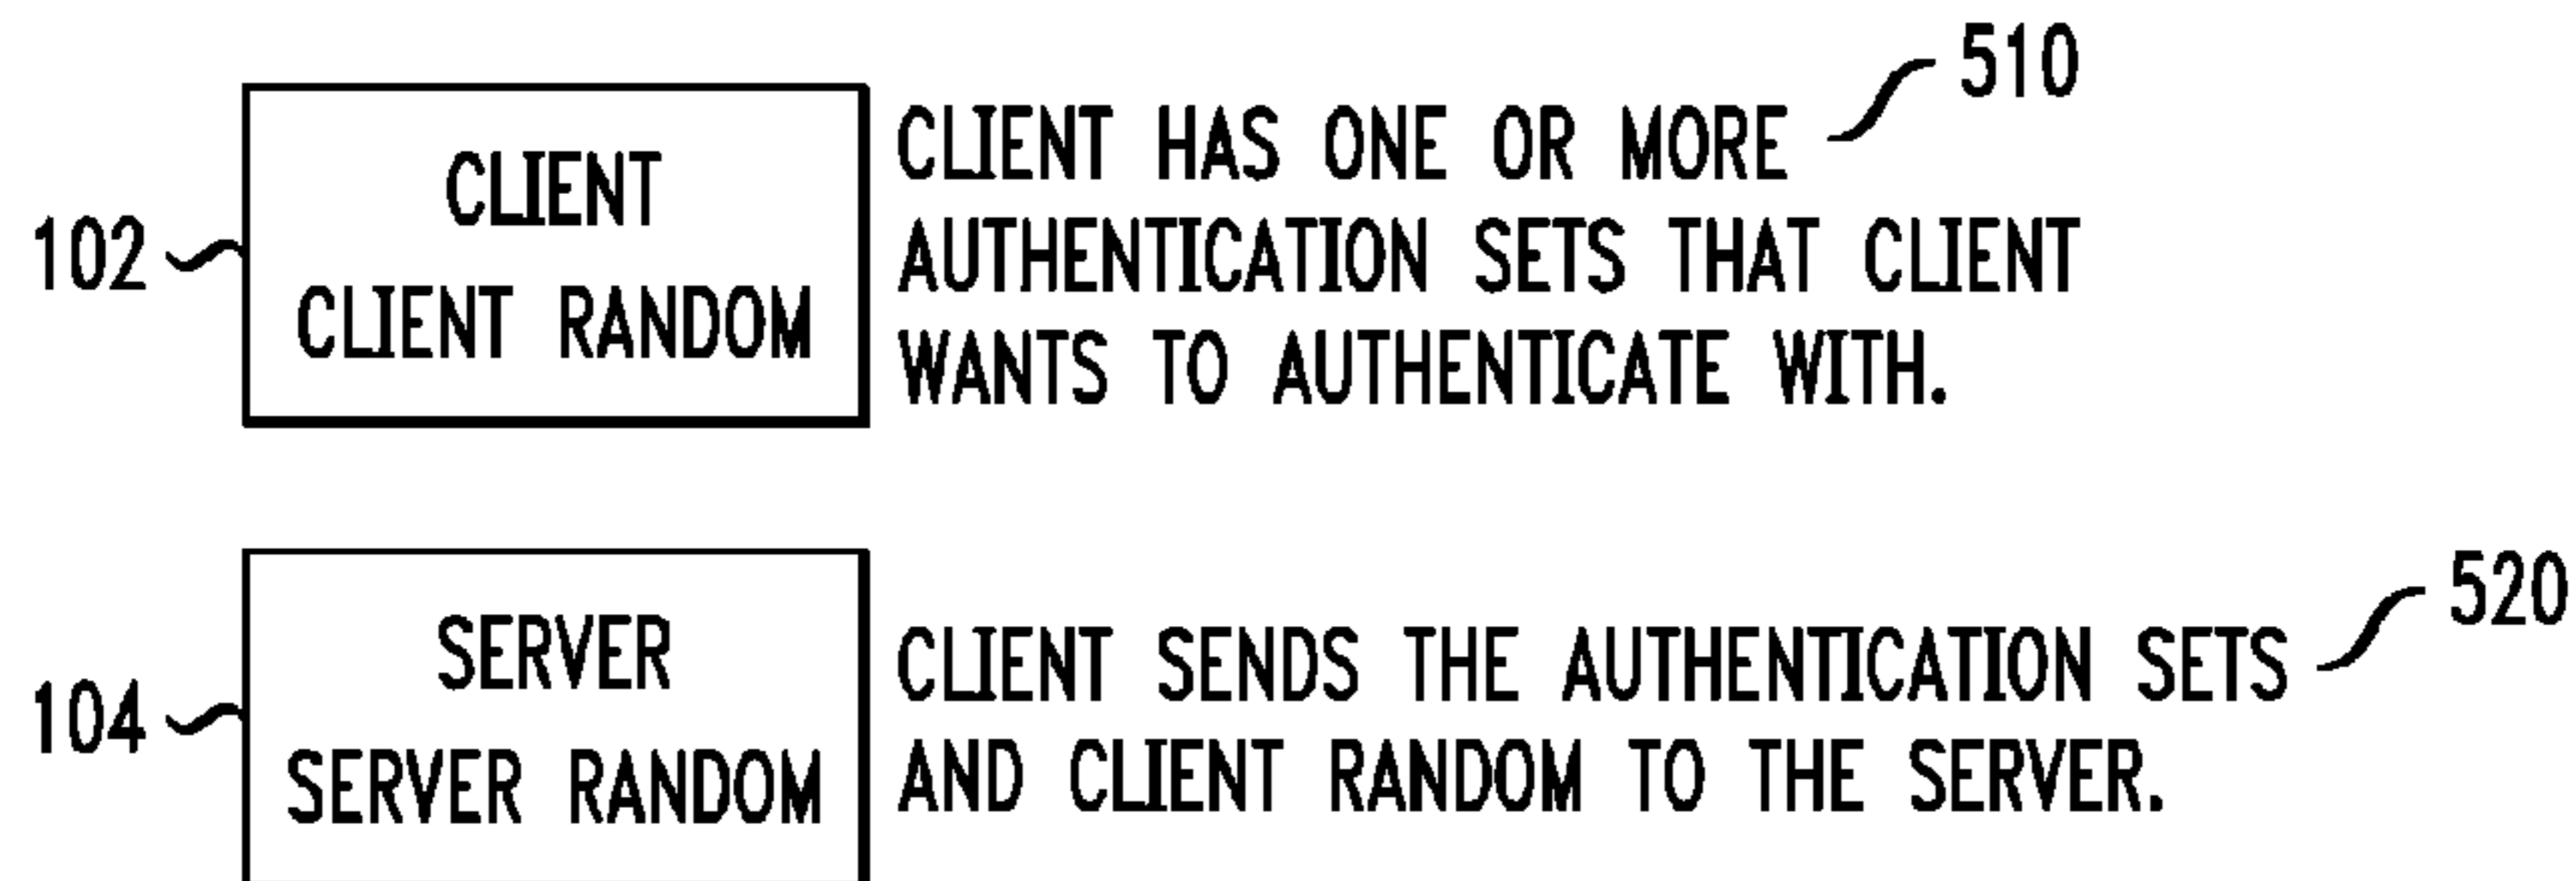 510
CLIENT HAS ONE OR MORE
CLIENT
AUTHENTICATION SETS THAT CLIENT
102
CLIENT RANDOM
WANTS TO AUTHENTICATE WITH.
520
SERVER
CLIENT SENDS THE AUTHENTICATION SETS
104
SERVER RANDOM
AND CLIENT RANDOM TO THE SERVER.